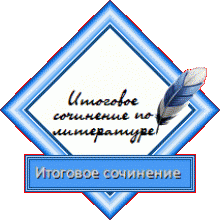 Итоговое
сочинение по
литературе
Итоговое сочинение